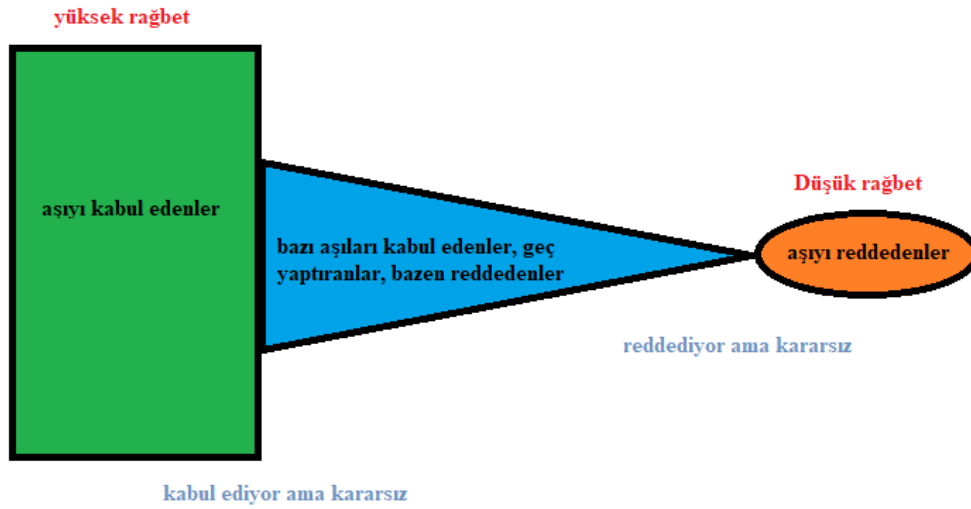 yüksek rağbet
Düşük rağbet
aşıyı kabul edenler
bazı aşıları kabul edenler, geç
yaptıranlar, bazen reddedenler
aşıyı reddedenler
reddediyor ama kararsız
kabul ediyor ama kararsız